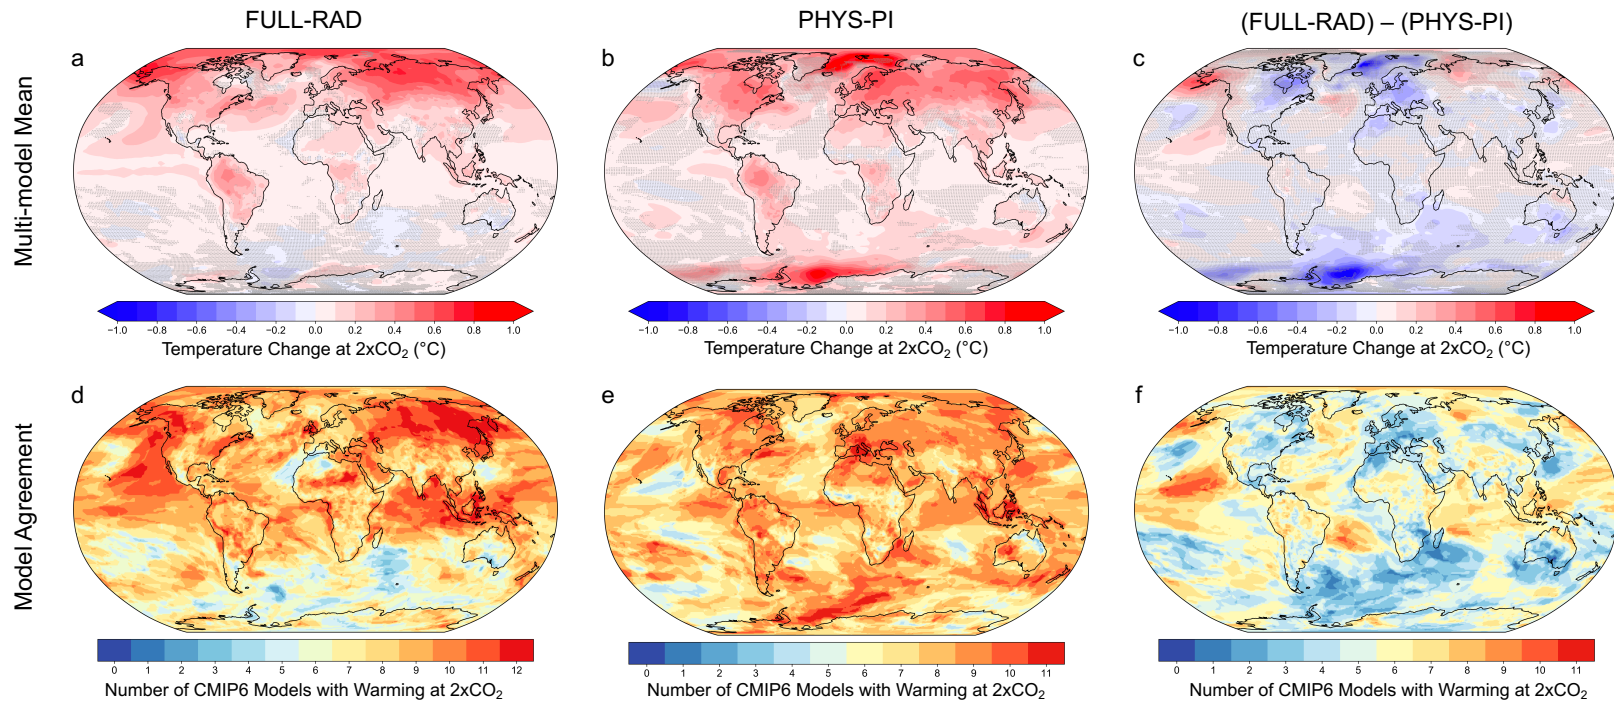 FULL-RAD
PHYS-PI
(FULL-RAD) – (PHYS-PI)
Multi-model Mean
a
b
c
−1.0 −0.8 −0.6 −0.4 −0.2 0.0 0.2 0.4 0.6 0.8 1.0
Temperature Change at 2xCO₂ (°C)
−1.0 −0.8 −0.6 −0.4 −0.2 0.0 0.2 0.4 0.6 0.8 1.0
Temperature Change at 2xCO₂ (°C)
−1.0 −0.8 −0.6 −0.4 −0.2 0.0 0.2 0.4 0.6 0.8 1.0
Temperature Change at 2xCO₂ (°C)
Model Agreement
d
e
f
0 1 2 3 4 5 6 7 8 9 10 11 12
Number of CMIP6 Models with Warming at 2xCO₂
0 1 2 3 4 5 6 7 8 9 10 11
Number of CMIP6 Models with Warming at 2xCO₂
0 1 2 3 4 5 6 7 8 9 10 11
Number of CMIP6 Models with Warming at 2xCO₂